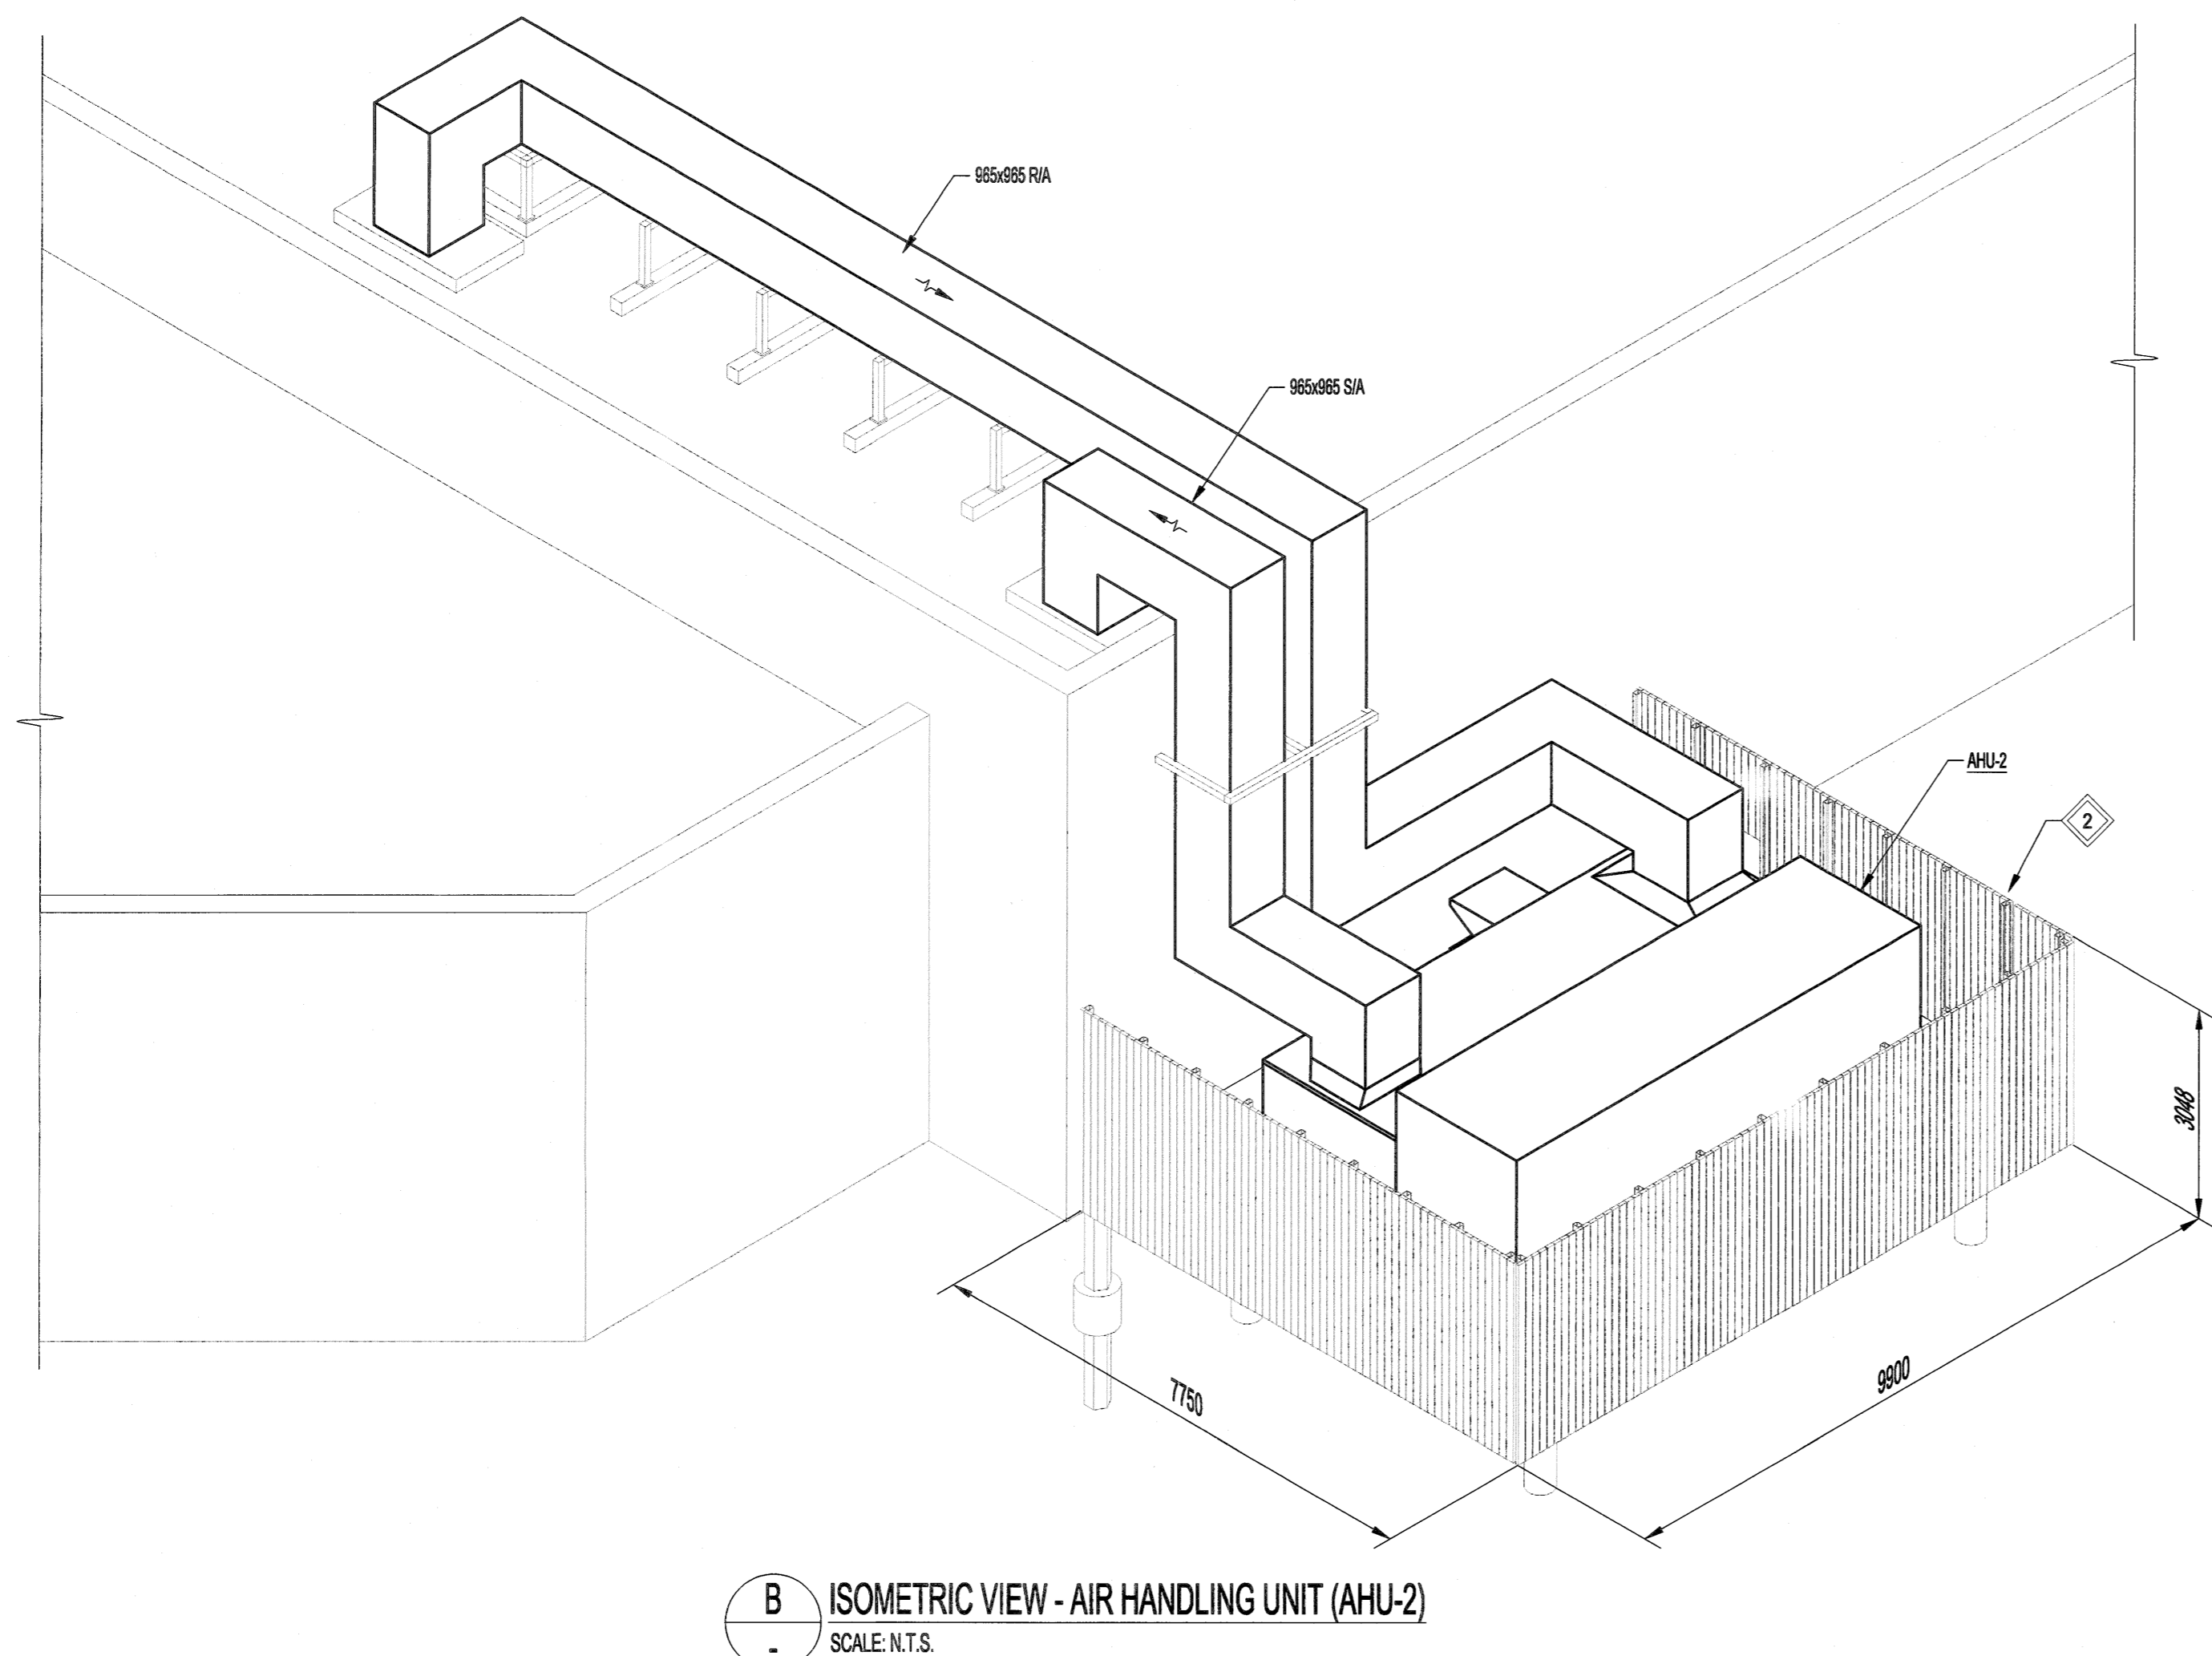 965x965 R/A
965x965 S/A
AHU-2
2
3048
9900
7750
B
ISOMETRIC VIEW - AIR HANDLING UNIT (AHU-2)
-
SCALE: N.T.S.